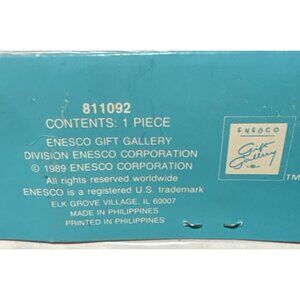 811092
CONTENTS: 1 PIECE
ENESCO GIFT GALLERY
DIVISION ENESCO CORPORATION
© 1989 ENESCO CORPORATION
All rights reserved worldwide
ENESCO is a registered U.S. trademark
ELK GROVE VILLAGE, IL 60007
MADE IN PHILIPPINES
PRINTED IN PHILIPPINES
ENESCO
Gift
Gallery
TM